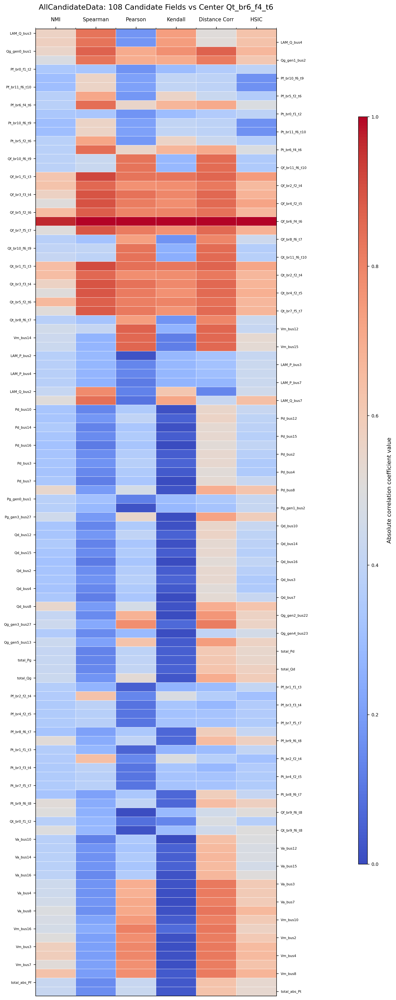 AllCandidateData: 108 Candidate Fields vs Center Qt_br6_f4_t6
NMI Spearman Pearson Kendall Distance Corr HSIC
LAM_Q_bus3
LAM_Q_bus4
Qg_gen0_bus1
Qg_gen1_bus2
Pf_br0_f1_t2
Pf_br10_f6_t9
Pf_br11_f6_t10
Pf_br5_f2_t6
Pf_br6_f4_t6
Pt_br0_f1_t2
Pt_br10_f6_t9
Pt_br11_f6_t10
Pt_br5_f2_t6
Pt_br6_f4_t6
Qf_br10_f6_t9
Qf_br11_f6_t10
Qf_br1_f1_t3
Qf_br2_f2_t4
Qf_br3_f3_t4
Qf_br4_f2_t5
Qf_br5_f2_t6
Qf_br6_f4_t6
Qf_br7_f5_t7
Qf_br8_f6_t7
Qt_br10_f6_t9
Qt_br11_f6_t10
Qt_br1_f1_t3
Qt_br2_f2_t4
Qt_br3_f3_t4
Qt_br4_f2_t5
Qt_br5_f2_t6
Qt_br7_f5_t7
Qt_br8_f6_t7
Vm_bus12
Vm_bus14
Vm_bus15
LAM_P_bus2
LAM_P_bus3
LAM_P_bus4
LAM_P_bus7
LAM_Q_bus2
LAM_Q_bus7
Pd_bus10
Pd_bus12
Pd_bus14
Pd_bus15
Pd_bus16
Pd_bus2
Pd_bus3
Pd_bus4
Pd_bus7
Pd_bus8
Pg_gen0_bus1
Pg_gen1_bus2
Pg_gen3_bus27
Qd_bus10
Qd_bus12
Qd_bus14
Qd_bus15
Qd_bus16
Qd_bus2
Qd_bus3
Qd_bus4
Qd_bus7
Qd_bus8
Qg_gen2_bus22
Qg_gen3_bus27
Qg_gen4_bus23
Qg_gen5_bus13
total_Pd
total_Pg
total_Qd
total_Qg
Pf_br1_f1_t3
Pf_br2_f2_t4
Pf_br3_f3_t4
Pf_br4_f2_t5
Pf_br7_f5_t7
Pf_br8_f6_t7
Pf_br9_f6_t8
Pt_br1_f1_t3
Pt_br2_f2_t4
Pt_br3_f3_t4
Pt_br4_f2_t5
Pt_br7_f5_t7
Pt_br8_f6_t7
Pt_br9_f6_t8
Qf_br9_f6_t8
Qt_br0_f1_t2
Qt_br9_f6_t8
Va_bus10
Va_bus12
Va_bus14
Va_bus15
Va_bus16
Va_bus3
Va_bus4
Va_bus7
Va_bus8
Vm_bus10
Vm_bus16
Vm_bus2
Vm_bus3
Vm_bus4
Vm_bus7
Vm_bus8
total_abs_Pf
total_abs_Pt
1.0
0.8
0.6
0.4
0.2
0.0
Absolute correlation coefficient value